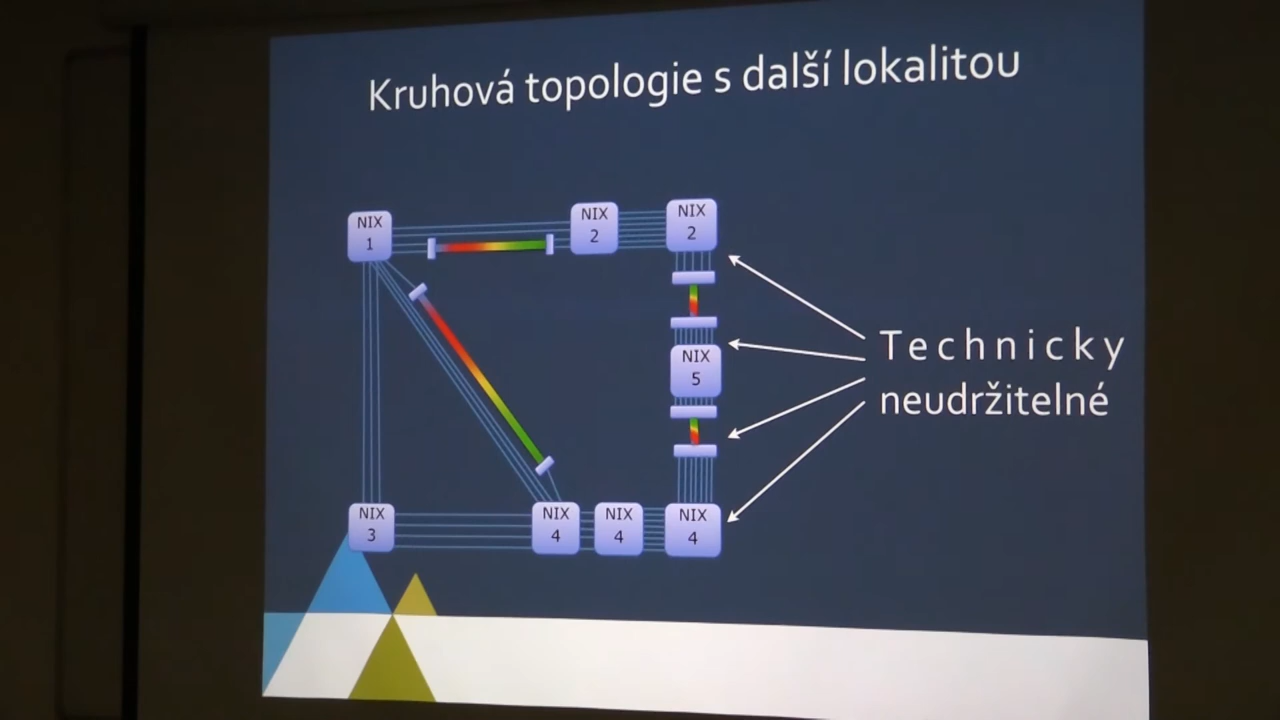 Kruhová topologie s další lokalitou
NIX
1
NIX
2
NIX
2
NIX
5
Technicky
neudržitelné
NIX
3
NIX
4
NIX
4
NIX
4